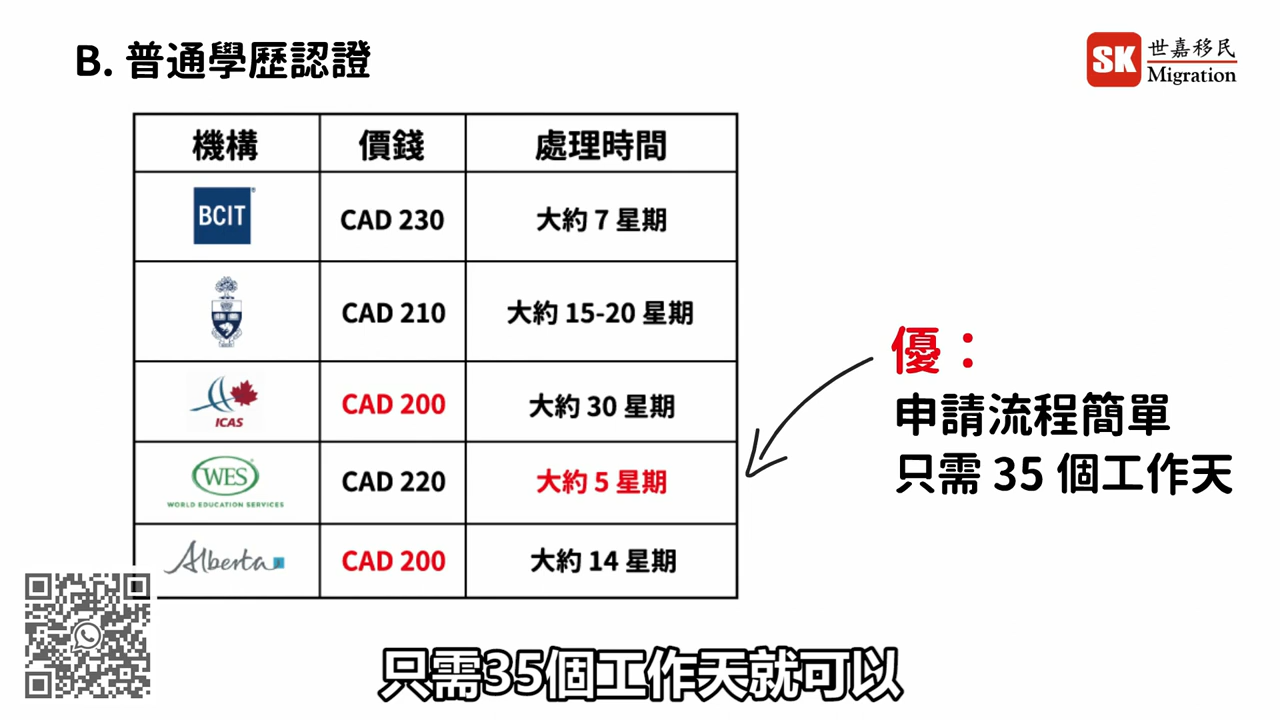 B. 普通學歷認證
SK 世嘉移民
Migration
機構 價錢 處理時間
BCIT CAD 230 大約 7 星期
CAD 210 大約 15-20 星期
ICAS CAD 200 大約 30 星期
WES CAD 220 大約 5 星期
WORLD EDUCATION SERVICES
Alberta CAD 200 大約 14 星期
優：
申請流程簡單
只需 35 個工作天
只需35個工作天就可以